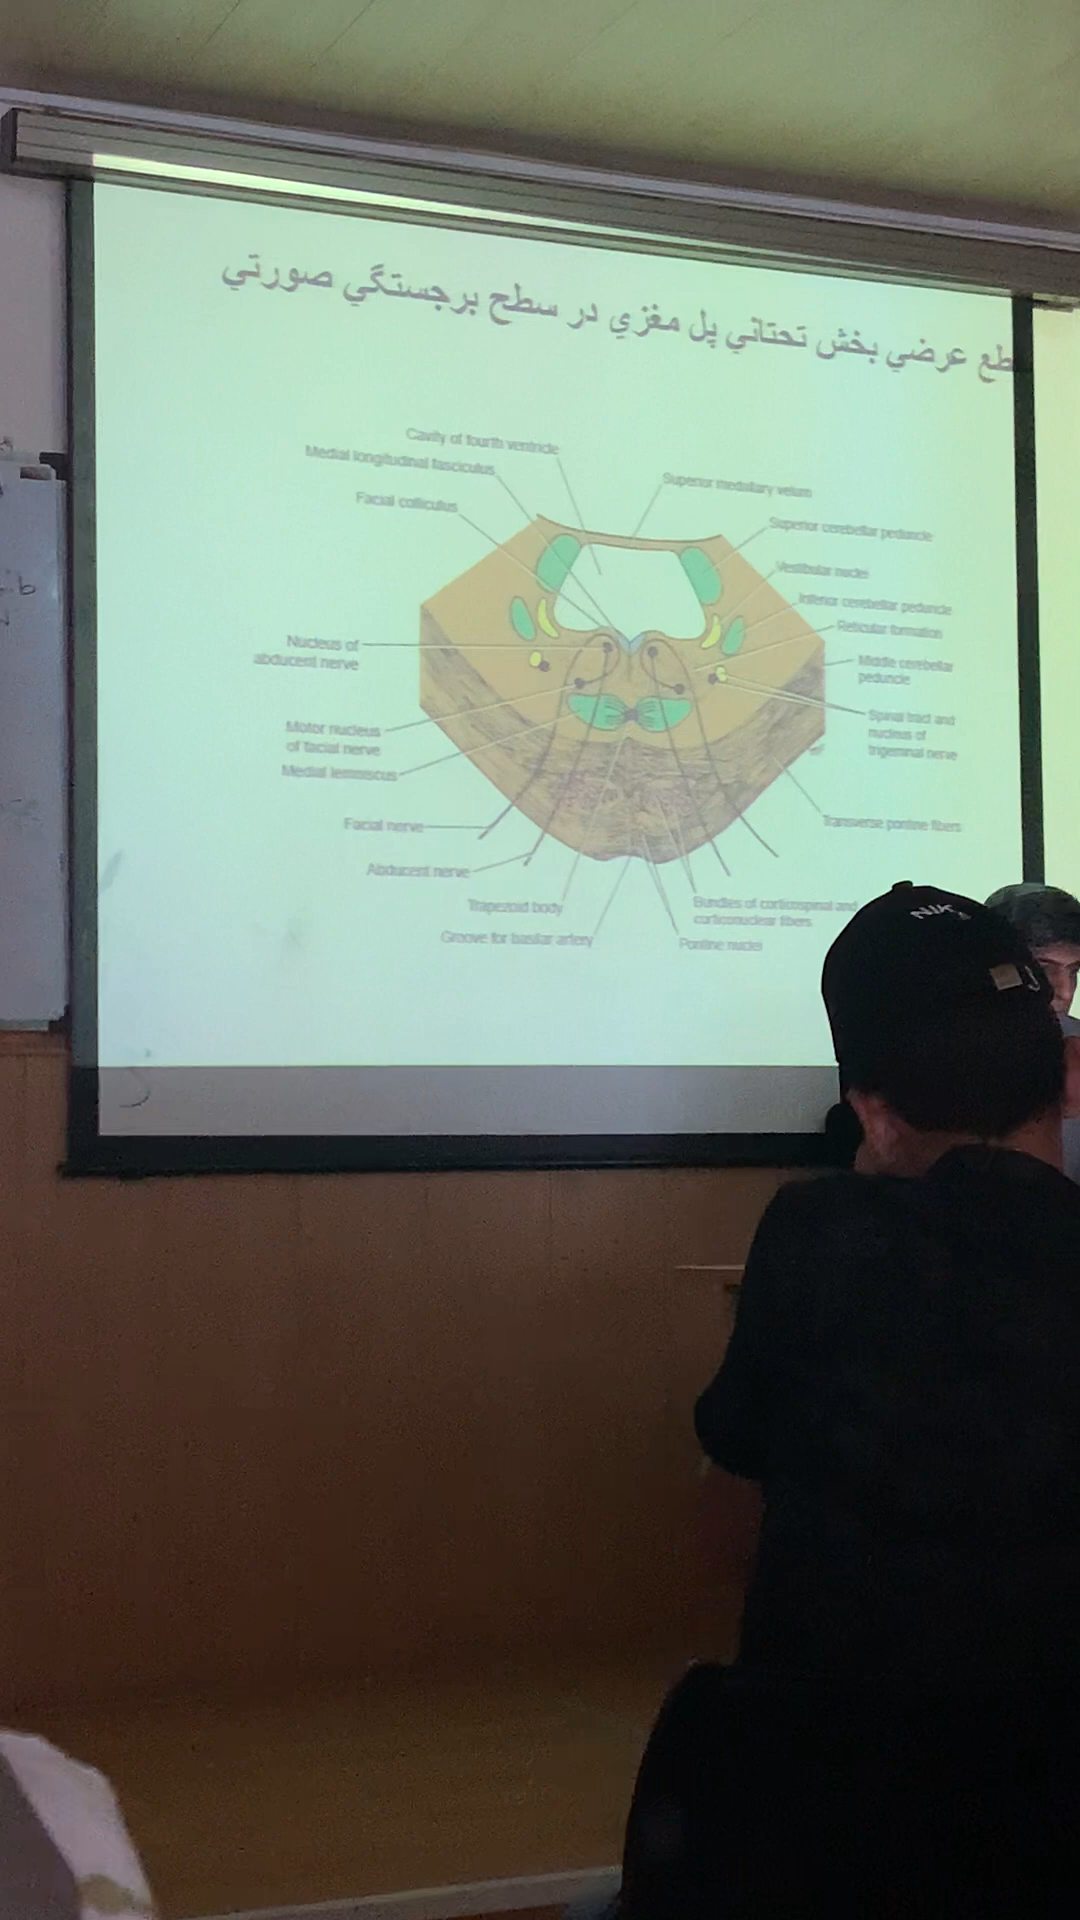 طع عرضي بخش تحتاني پل مغزي در سطح برجستگي صورتي
Cavity of fourth ventricle
Medial longitudinal fasciculus
Facial colliculus
Superior medullary velum
Superior cerebellar peduncle
Vestibular nuclei
Inferior cerebellar peduncle
Reticular formation
Nucleus of
abducent nerve
Middle cerebellar
peduncle
Spinal tract and
nucleus of
trigeminal nerve
Motor nucleus
of facial nerve
Medial lemniscus
Facial nerve
Transverse pontine fibers
Abducent nerve
Trapezoid body
Bundles of corticospinal and
corticonuclear fibers
Groove for basilar artery
Pontine nuclei